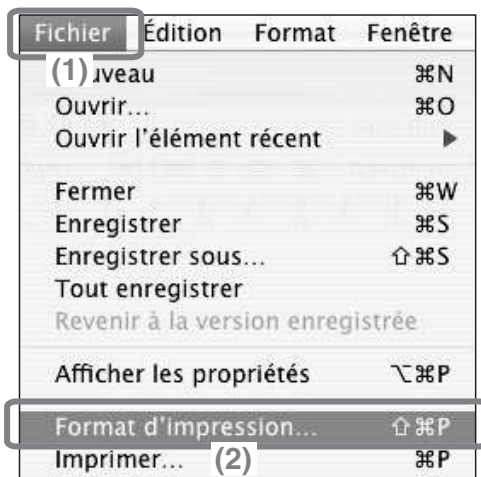 Fichier Édition Format Fenêtre
(1) uveau ⌘N
Ouvrir... ⌘O
Ouvrir l'élément récent ▶
Fermer ⌘W
Enregistrer ⌘S
Enregistrer sous... ⇧⌘S
Tout enregistrer
Revenir à la version enregistrée
Afficher les propriétés ⌥⌘P
Format d'impression... ⇧⌘P
Imprimer... (2) ⌘P